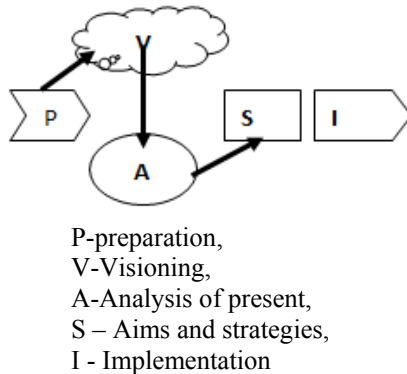 V
P
S
I
A
P-preparation,
V-Visioning,
A-Analysis of present,
S – Aims and strategies,
I - Implementation